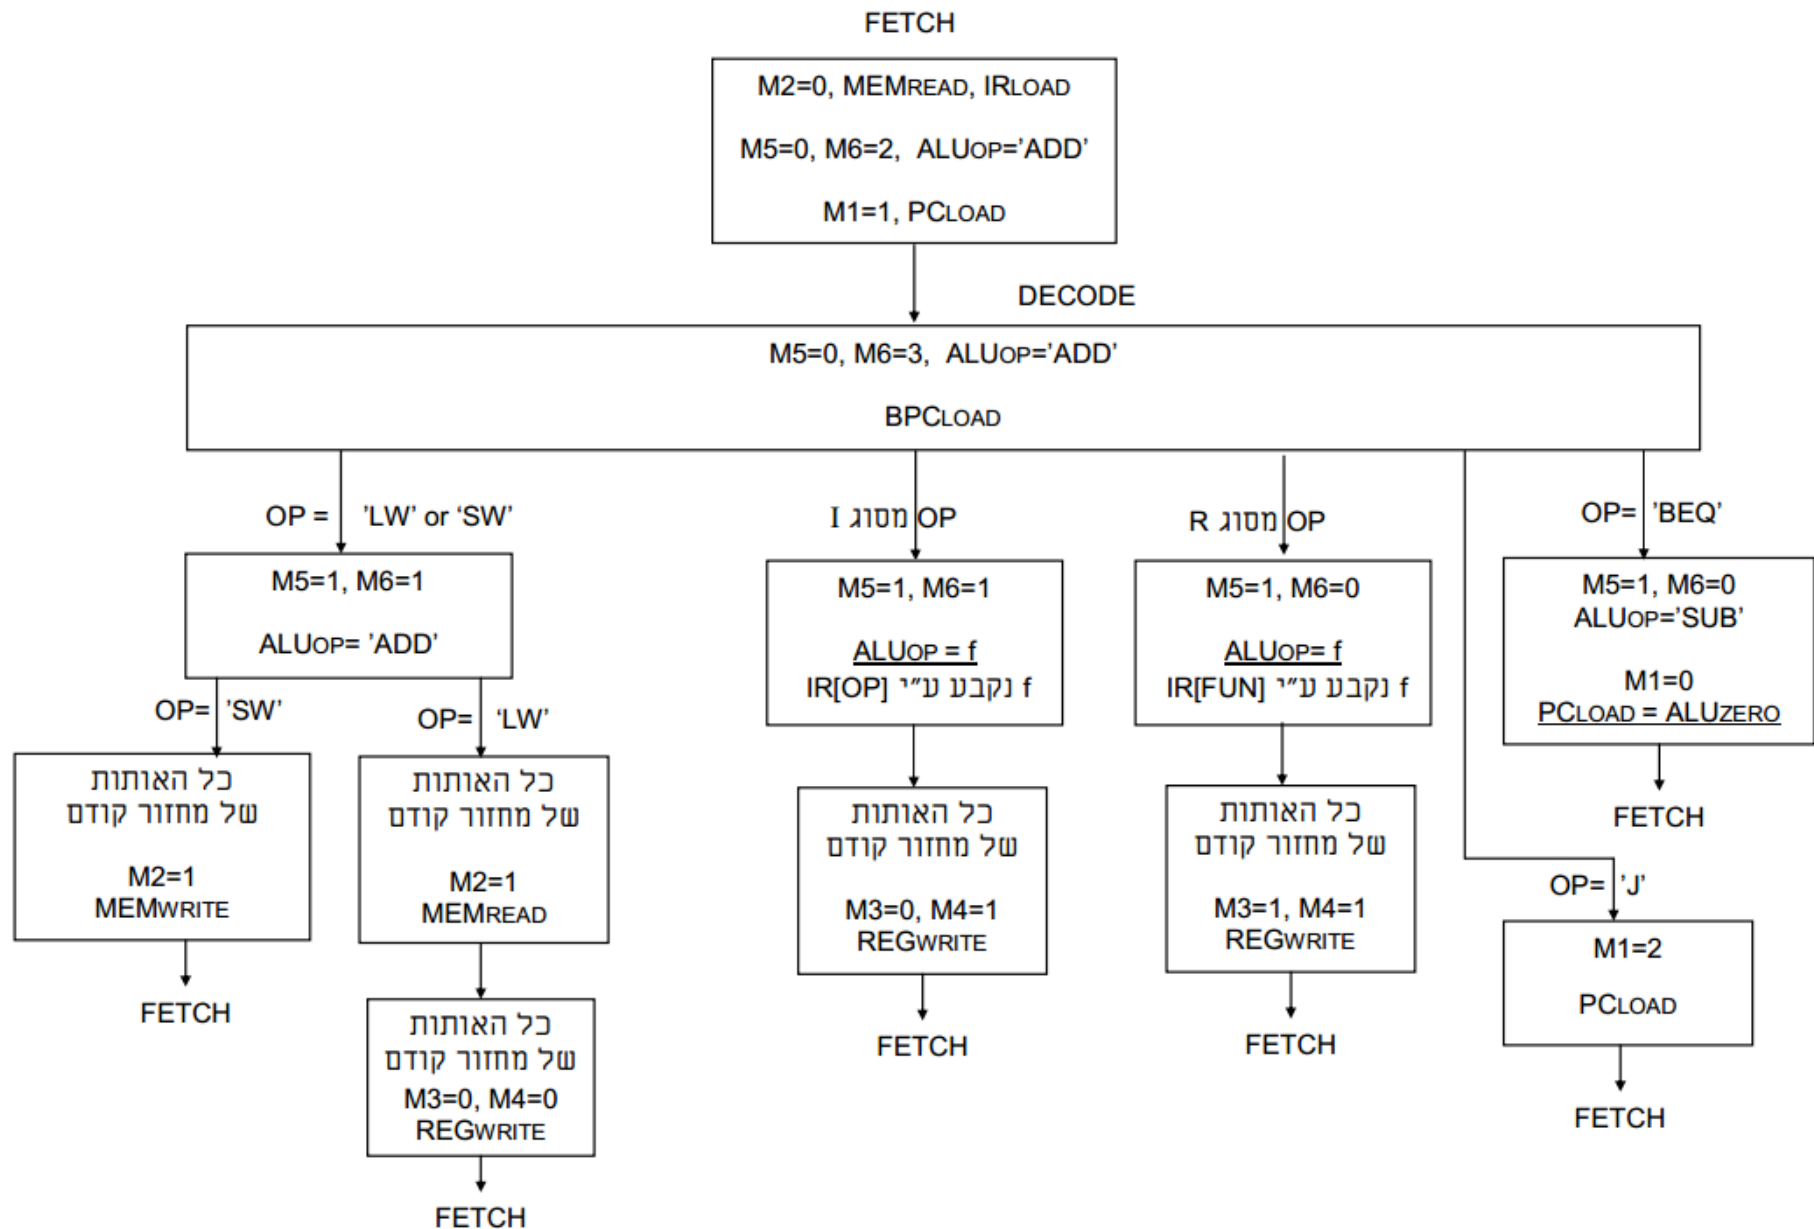 FETCH
M2=0, MEMREAD, IRLOAD
M5=0, M6=2, ALUOP='ADD'
M1=1, PCLOAD
DECODE
M5=0, M6=3, ALUOP='ADD'
BPCLOAD
OP = 'LW' or 'SW'
M5=1, M6=1
ALUOP= 'ADD'
OP= 'SW'
כל האותות
של מחזור קודם
M2=1
MEMWRITE
FETCH
OP= 'LW'
כל האותות
של מחזור קודם
M2=1
MEMREAD
כל האותות
של מחזור קודם
M3=0, M4=0
REGWRITE
FETCH
OP מסוג I
M5=1, M6=1
ALUOP = f
f נקבע ע״י IR[OP]
כל האותות
של מחזור קודם
M3=0, M4=1
REGWRITE
FETCH
OP מסוג R
M5=1, M6=0
ALUOP= f
f נקבע ע״י IR[FUN]
כל האותות
של מחזור קודם
M3=1, M4=1
REGWRITE
FETCH
OP= 'BEQ'
M5=1, M6=0
ALUOP='SUB'
M1=0
PCLOAD = ALUZERO
FETCH
OP= 'J'
M1=2
PCLOAD
FETCH